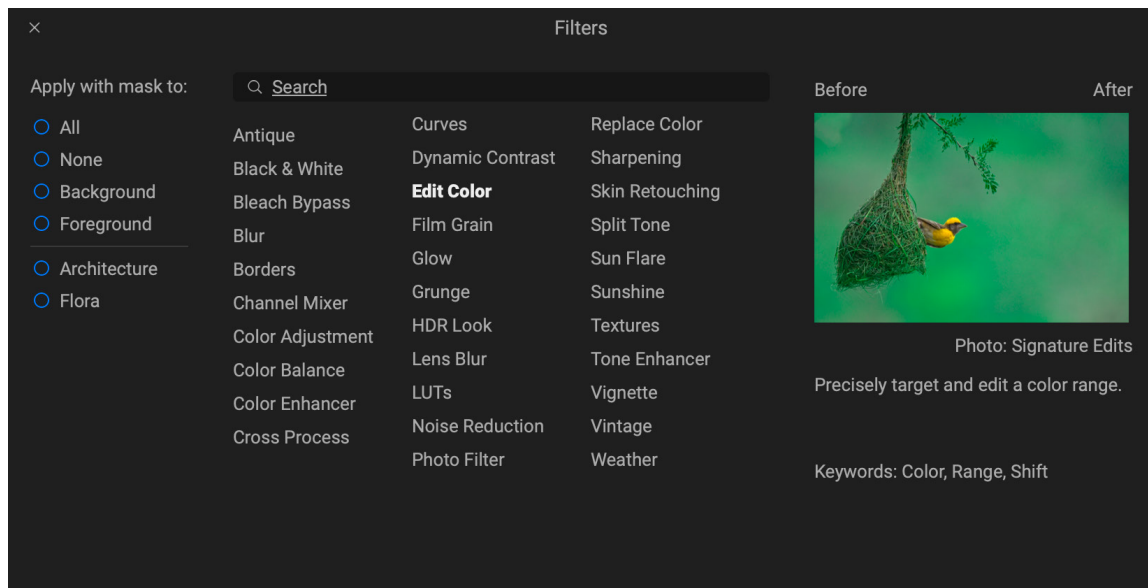 Filters
Apply with mask to:
All
None
Background
Foreground
Architecture
Flora
Search
Antique
Black & White
Bleach Bypass
Blur
Borders
Channel Mixer
Color Adjustment
Color Balance
Color Enhancer
Cross Process
Curves
Dynamic Contrast
Edit Color
Film Grain
Glow
Grunge
HDR Look
Lens Blur
LUTs
Noise Reduction
Photo Filter
Replace Color
Sharpening
Skin Retouching
Split Tone
Sun Flare
Sunshine
Textures
Tone Enhancer
Vignette
Vintage
Weather
Before After
Photo: Signature Edits
Precisely target and edit a color range.
Keywords: Color, Range, Shift